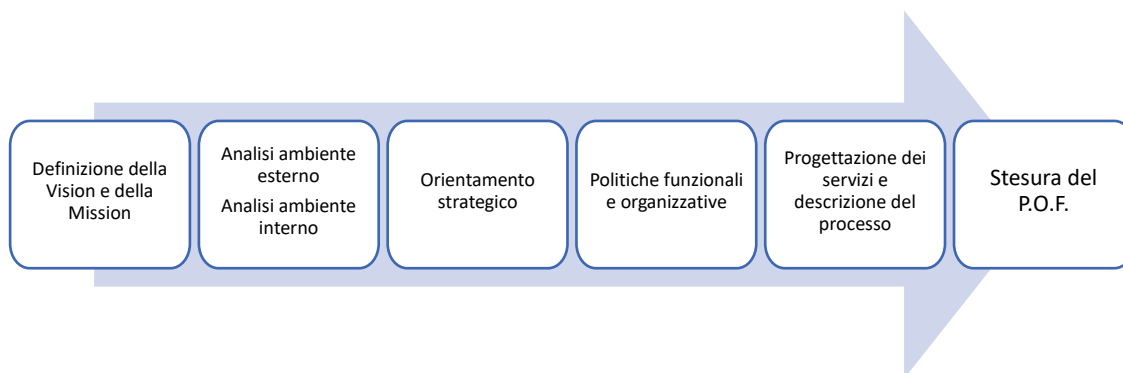 Definizione della
Vision e della
Mission
Analisi ambiente
esterno
Analisi ambiente
interno
Orientamento
strategico
Politiche funzionali
e organizzative
Progettazione dei
servizi e
descrizione del
processo
Stesura del
P.O.F.